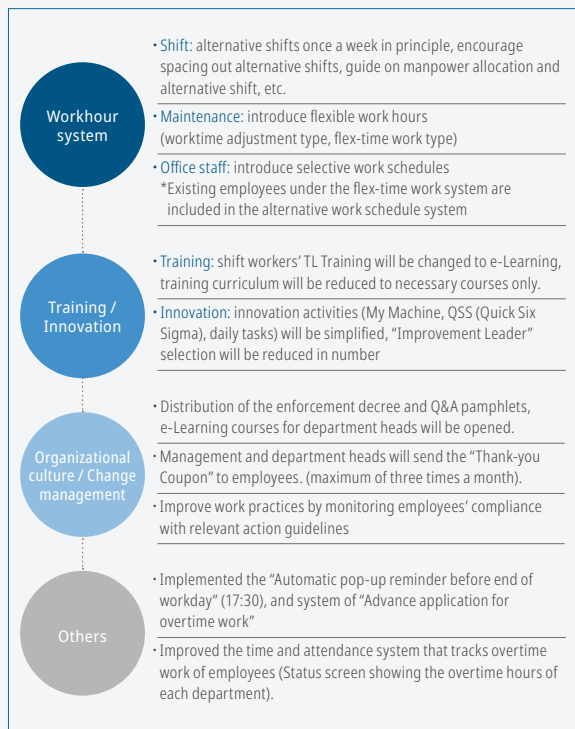 Workhour
system
• Shift: alternative shifts once a week in principle, encourage
spacing out alternative shifts, guide on manpower allocation and
alternative shift, etc.
• Maintenance: introduce flexible work hours
(worktime adjustment type, flex-time work type)
• Office staff: introduce selective work schedules
*Existing employees under the flex-time work system are
included in the alternative work schedule system
Training /
Innovation
• Training: shift workers’ TL Training will be changed to e-Learning,
training curriculum will be reduced to necessary courses only.
• Innovation: innovation activities (My Machine, QSS (Quick Six
Sigma), daily tasks) will be simplified, “Improvement Leader”
selection will be reduced in number
Organizational
culture / Change
management
• Distribution of the enforcement decree and Q&A pamphlets,
e-Learning courses for department heads will be opened.
• Management and department heads will send the “Thank-you
Coupon” to employees. (maximum of three times a month).
• Improve work practices by monitoring employees’ compliance
with relevant action guidelines
Others
• Implemented the “Automatic pop-up reminder before end of
workday” (17:30), and system of “Advance application for
overtime work”
• Improved the time and attendance system that tracks overtime
work of employees (Status screen showing the overtime hours of
each department).